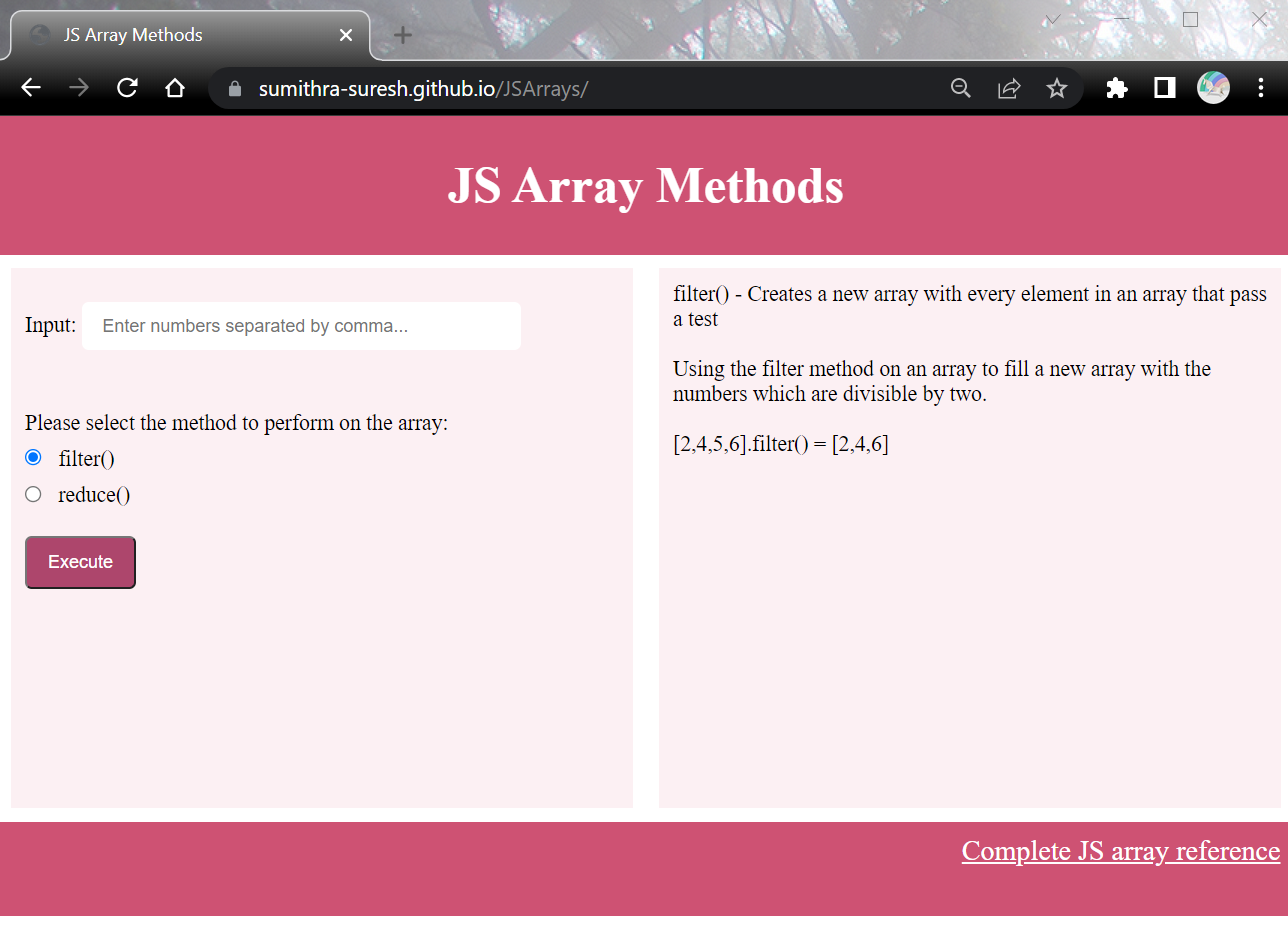 JS Array Methods
sumithra-suresh.github.io/JSArrays/
JS Array Methods
Input: Enter numbers separated by comma...
Please select the method to perform on the array:
filter()
reduce()
Execute
filter() - Creates a new array with every element in an array that pass
a test
Using the filter method on an array to fill a new array with the
numbers which are divisible by two.
[2,4,5,6].filter() = [2,4,6]
Complete JS array reference